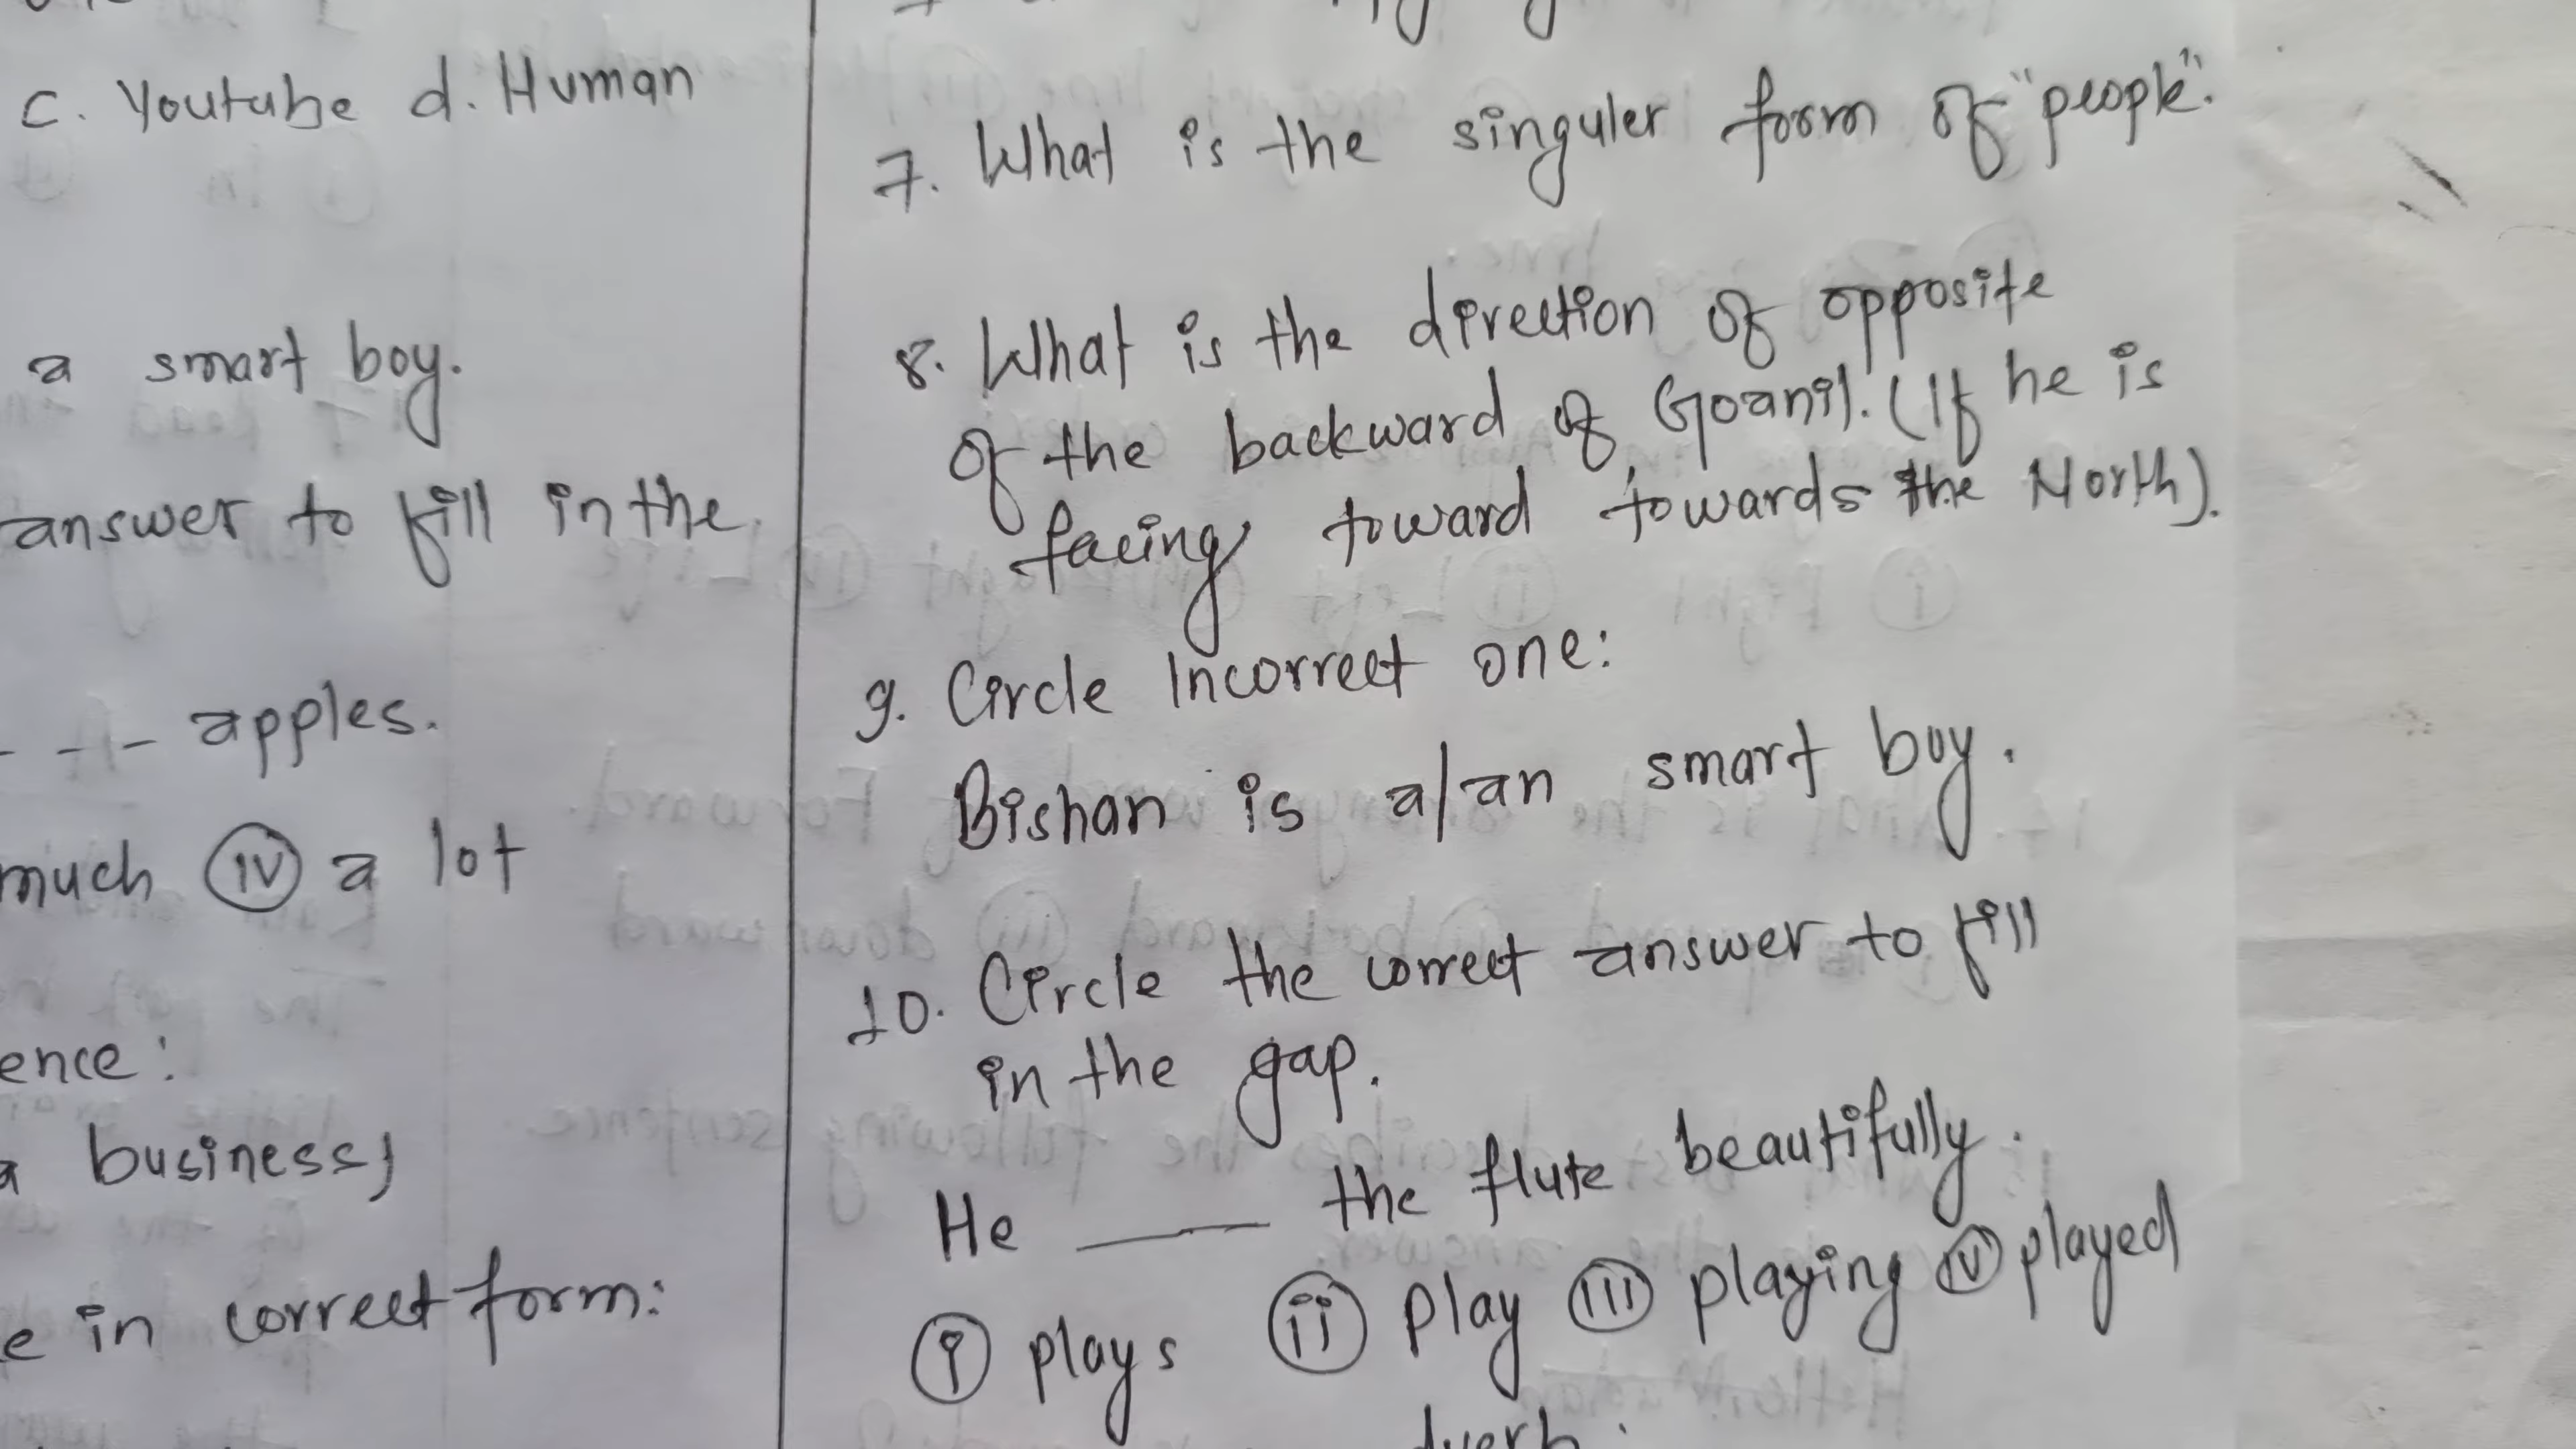 c. Youtube d. Human
a smart boy.
answer to fill in the
apples.
much (iv) a lot
ence:
a business)
e in correct form:
7. What is the singuler form of "people".
8. What is the direction of opposite
of the backward of Goanil. (If he is
facing toward towards the North).
9. Circle Incorrect one:
Bishan is a/an smart boy.
10. Circle the correct answer to fill
in the gap.
He ____ the flute beautifully.
(i) plays (ii) play (iii) playing (iv) played